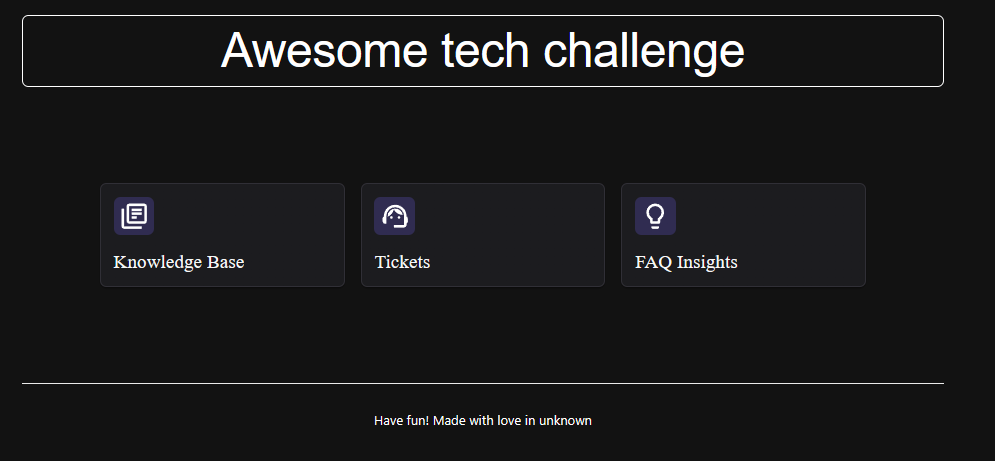 Awesome tech challenge
Knowledge Base
Tickets
FAQ Insights
Have fun! Made with love in unknown